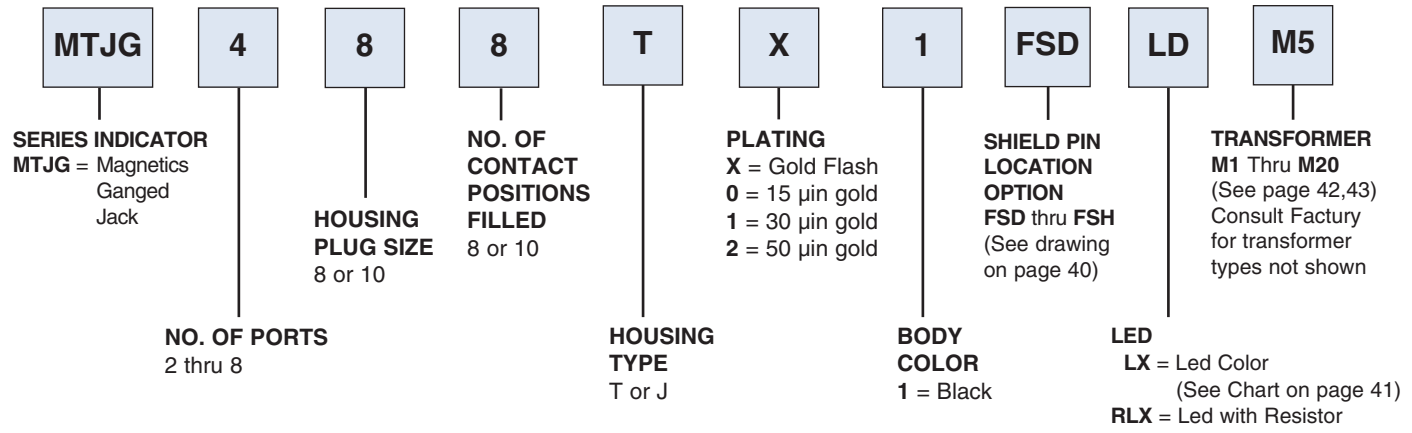 MTJG 4 8 8 T X 1 FSD LD M5
SERIES INDICATOR
MTJG = Magnetics
Ganged
Jack
NO. OF PORTS
2 thru 8
HOUSING
PLUG SIZE
8 or 10
NO. OF
CONTACT
POSITIONS
FILLED
8 or 10
HOUSING
TYPE
T or J
PLATING
X = Gold Flash
0 = 15 µin gold
1 = 30 µin gold
2 = 50 µin gold
BODY
COLOR
1 = Black
SHIELD PIN
LOCATION
OPTION
FSD thru FSH
(See drawing
on page 40)
LED
LX = Led Color
(See Chart on page 41)
RLX = Led with Resistor
TRANSFORMER
M1 Thru M20
(See page 42,43)
Consult Factury
for transformer
types not shown